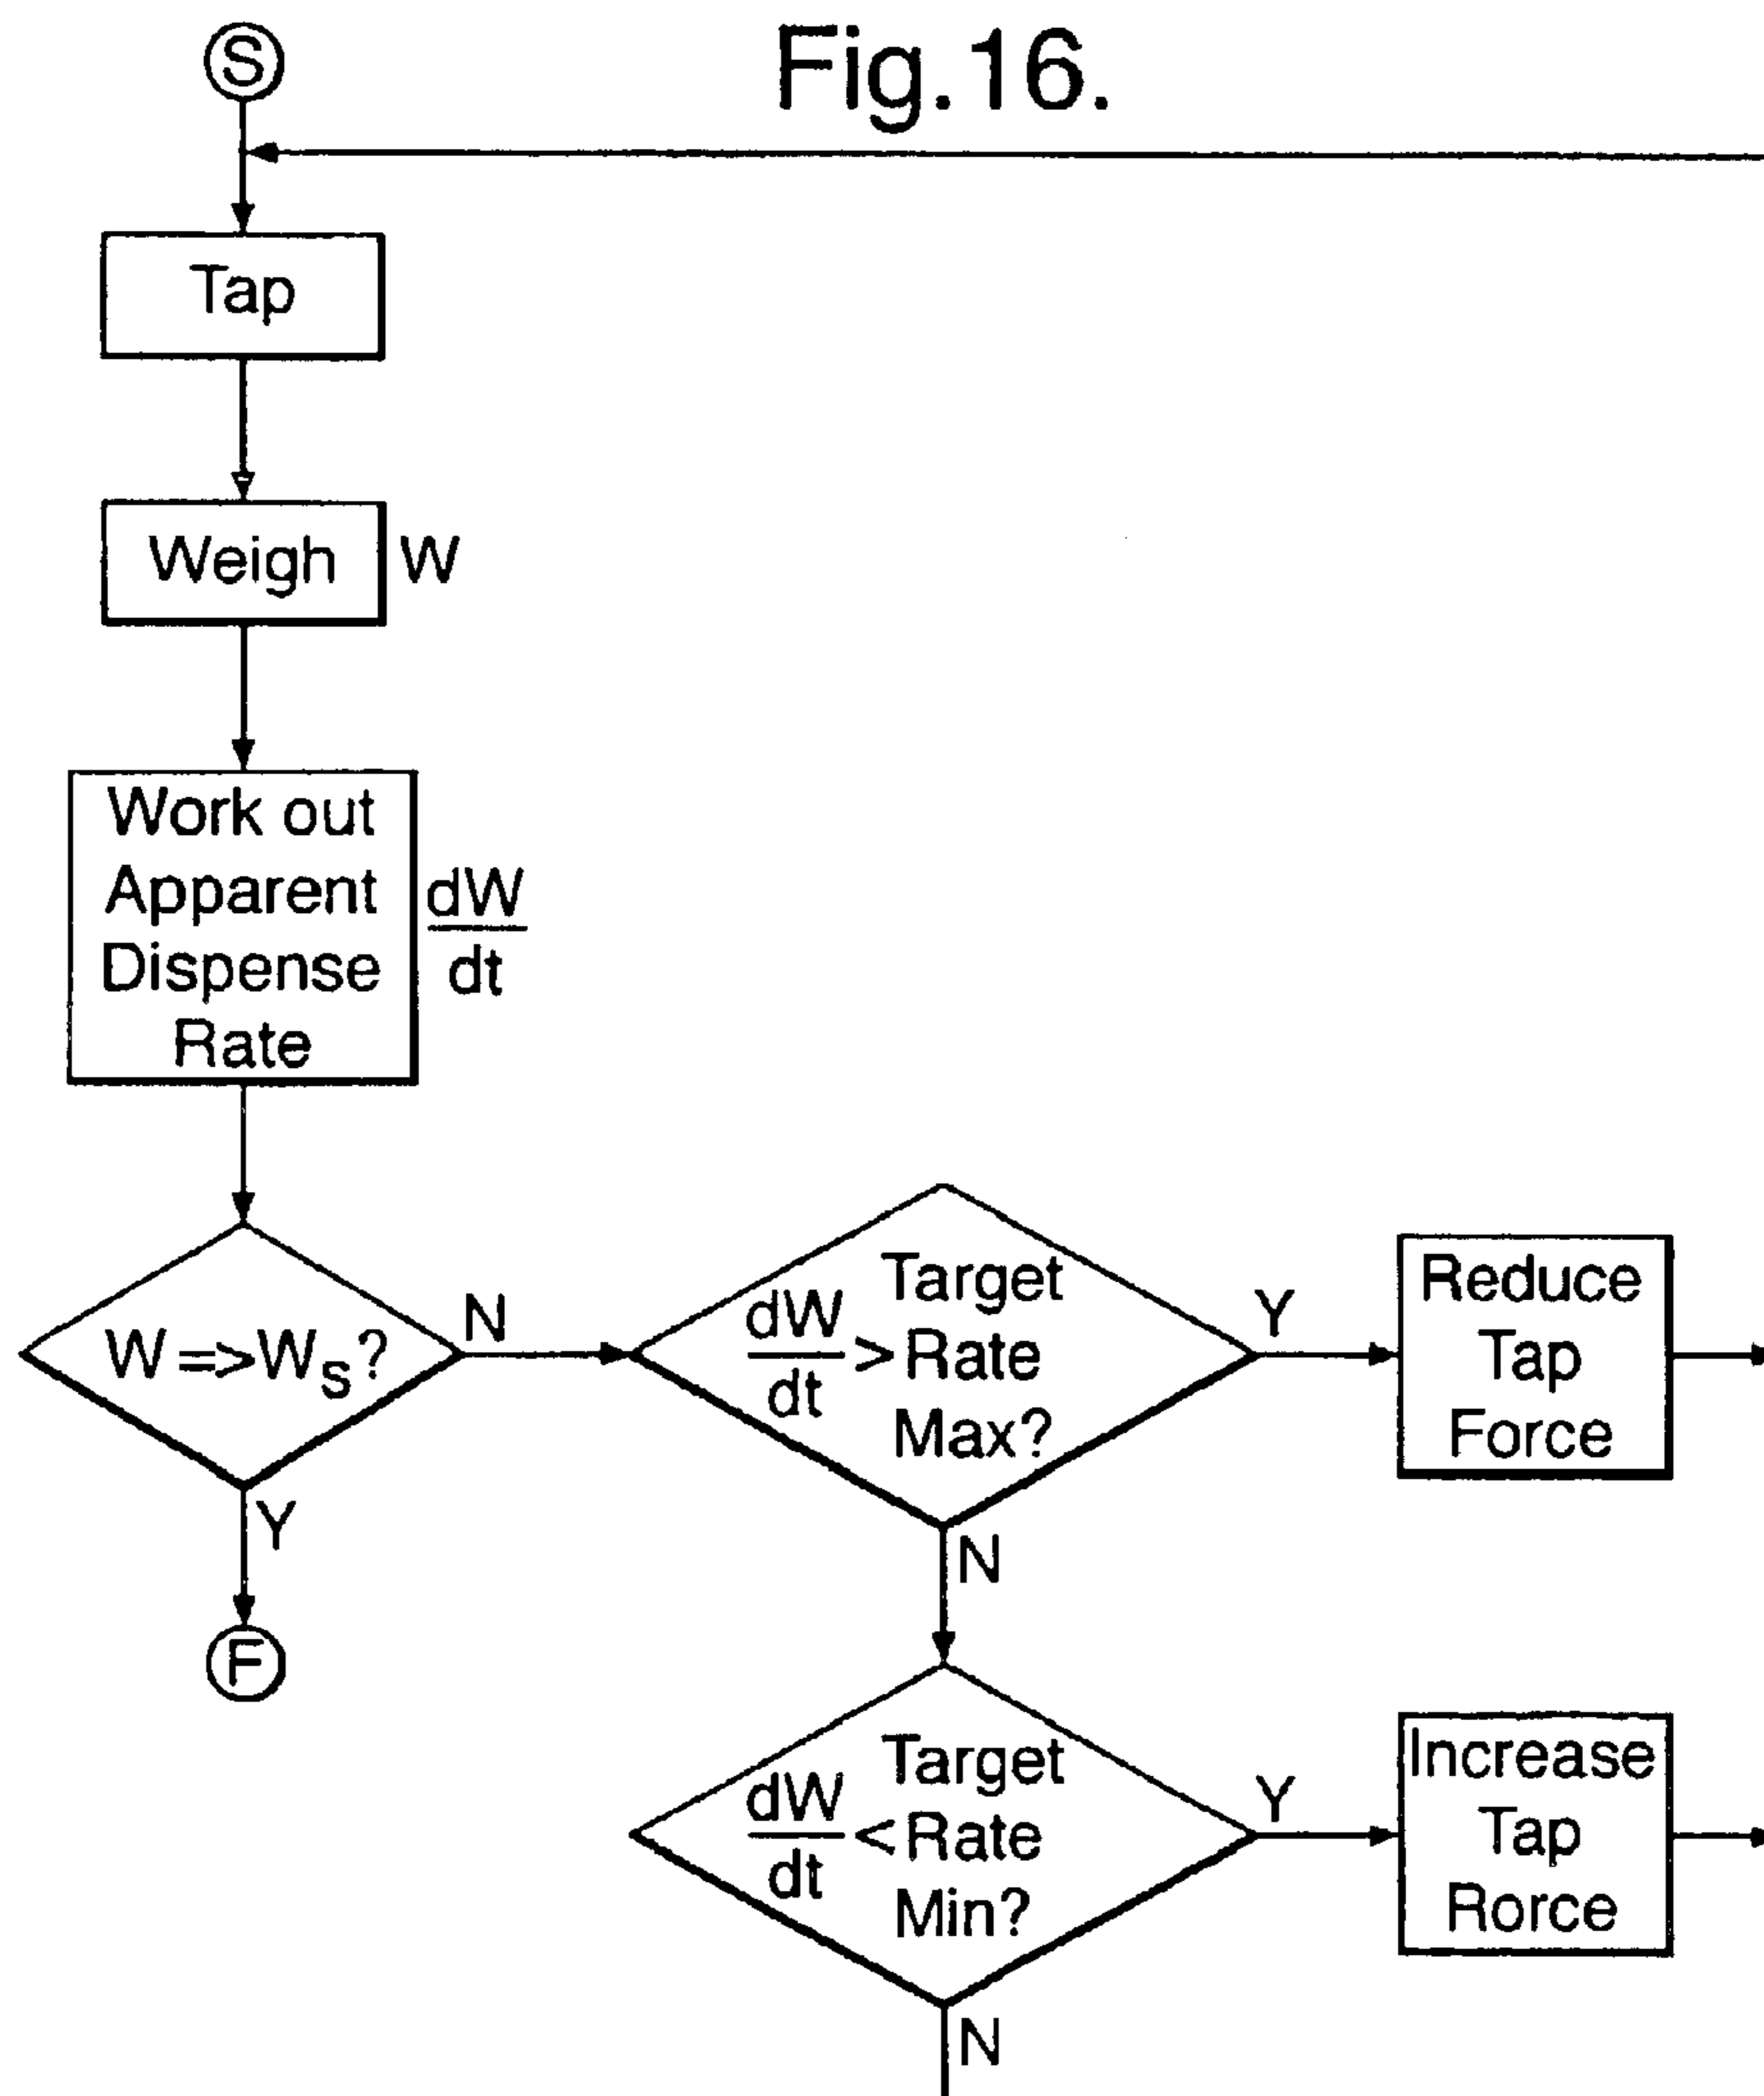 Fig.16.
S
Tap
Weigh
W
Work out
Apparent
Dispense
Rate
dW
dt
W =>WS?
N
Y
F
Target
dW
dt
> Rate
Max?
Y
N
Reduce
Tap
Force
Target
dW
dt
< Rate
Min?
Y
N
Increase
Tap
Rorce